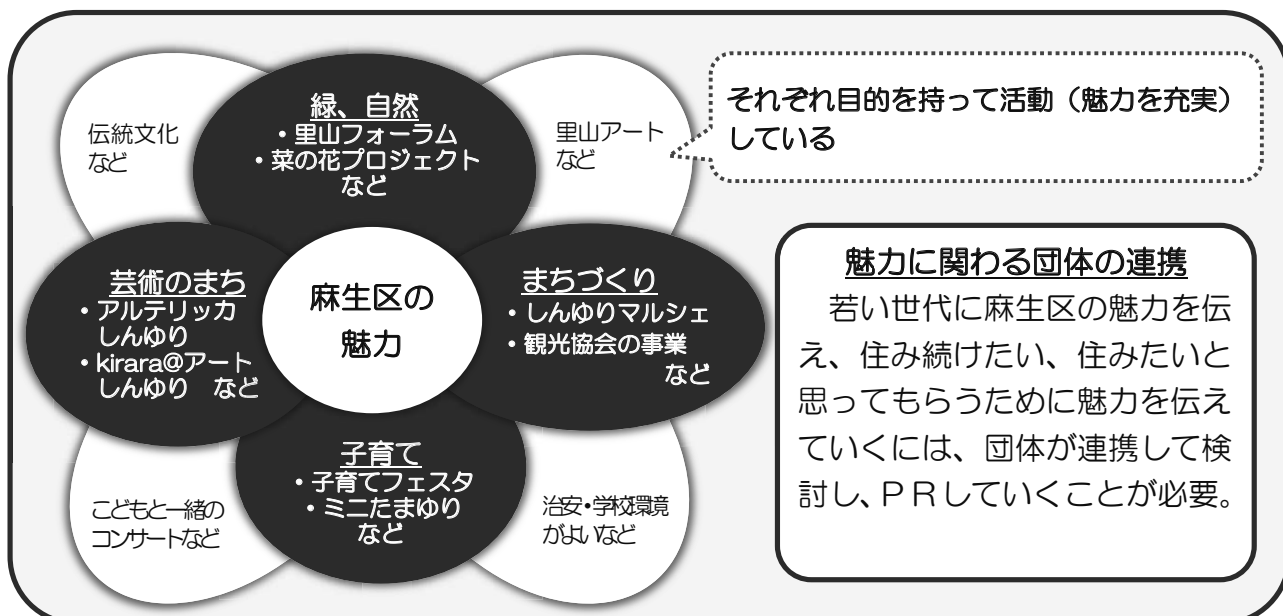 伝統文化
など
緑、自然
・里山フォーラム
・菜の花プロジェクト
など
里山アート
など
それぞれ目的を持って活動（魅力を充実）
している
芸術のまち
・アルテリッカ
しんゆり
・kirara@アート
しんゆり　など
麻生区の
魅力
まちづくり
・しんゆりマルシェ
・観光協会の事業
など
こどもと一緒の
コンサートなど
子育て
・子育てフェスタ
・ミニたまゆり
など
治安・学校環境
がよいなど
魅力に関わる団体の連携
若い世代に麻生区の魅力を伝
え、住み続けたい、住みたいと
思ってもらうために魅力を伝え
ていくには、団体が連携して検
討し、ＰＲしていくことが必要。